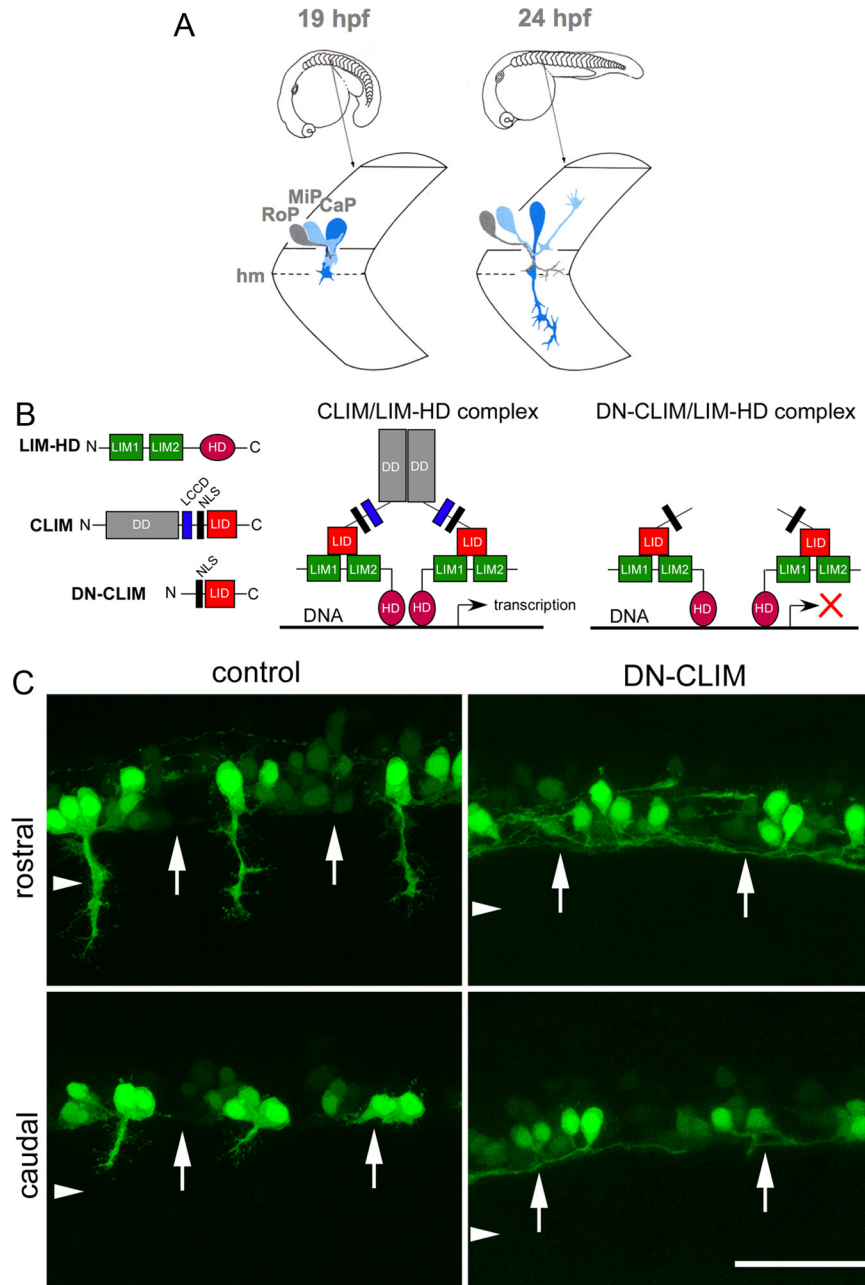 A
19 hpf
24 hpf
MiP
CaP
RoP
hm
B
CLIM/LIM-HD complex
DN-CLIM/LIM-HD complex
LIM-HD N LIM1 LIM2 HD C
LCCD
NLS
CLIM N DD LID C
NLS
DN-CLIM N LID C
DD DD
LID LID
LIM1 LIM2 LIM1 LIM2
HD HD
DNA
transcription
LID LID
LIM1 LIM2 LIM1 LIM2
HD HD
DNA
C
control
DN-CLIM
rostral
caudal